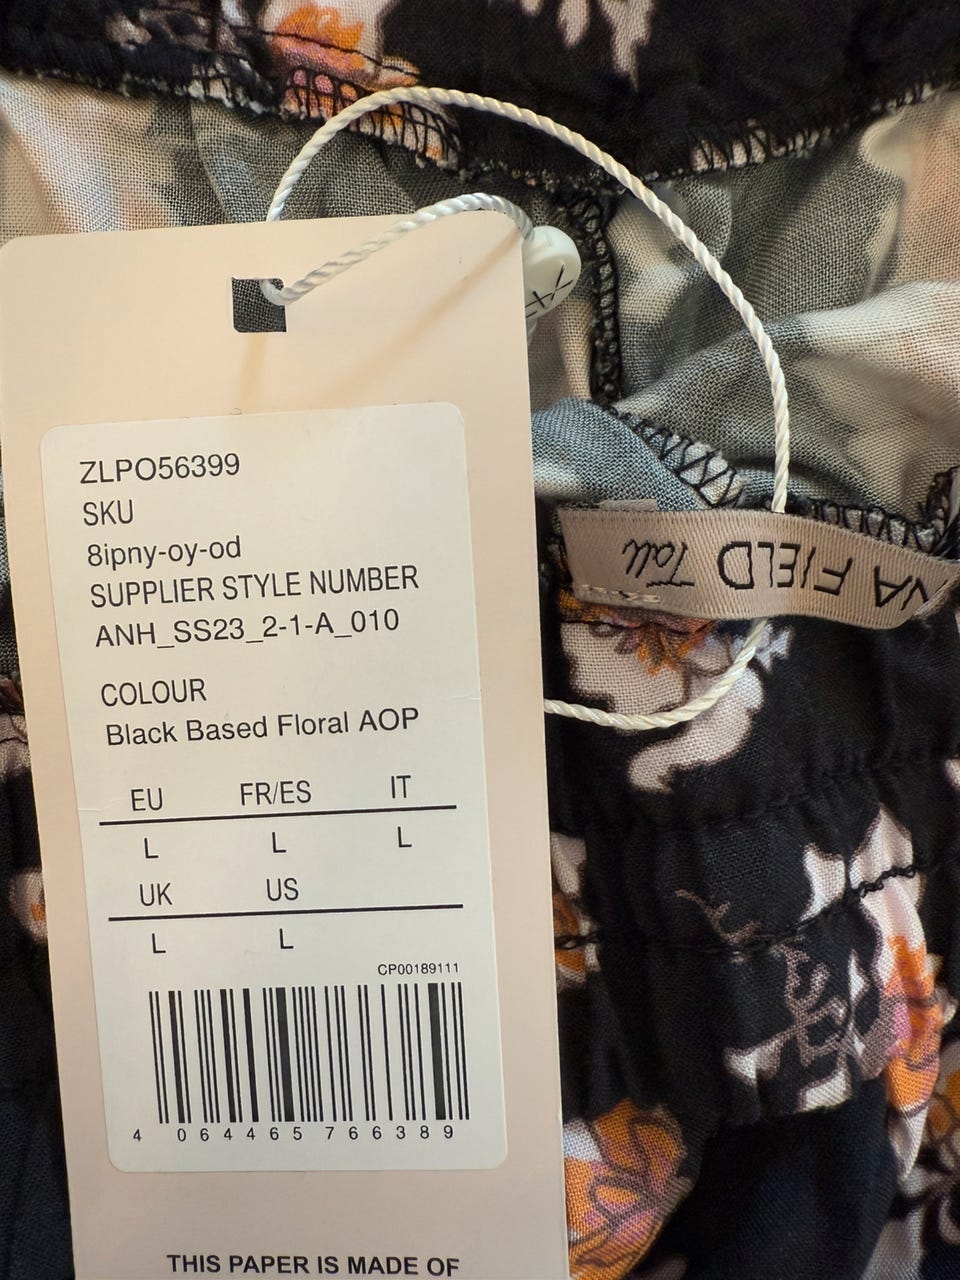 ZLPO56399
SKU
8ipny-oy-od
SUPPLIER STYLE NUMBER
ANH_SS23_2-1-A_010
COLOUR
Black Based Floral AOP
EU FR/ES IT
L L L
UK US
L L
CP00189111
4 064465 766389
THIS PAPER IS MADE OF
VA FIELD Tall